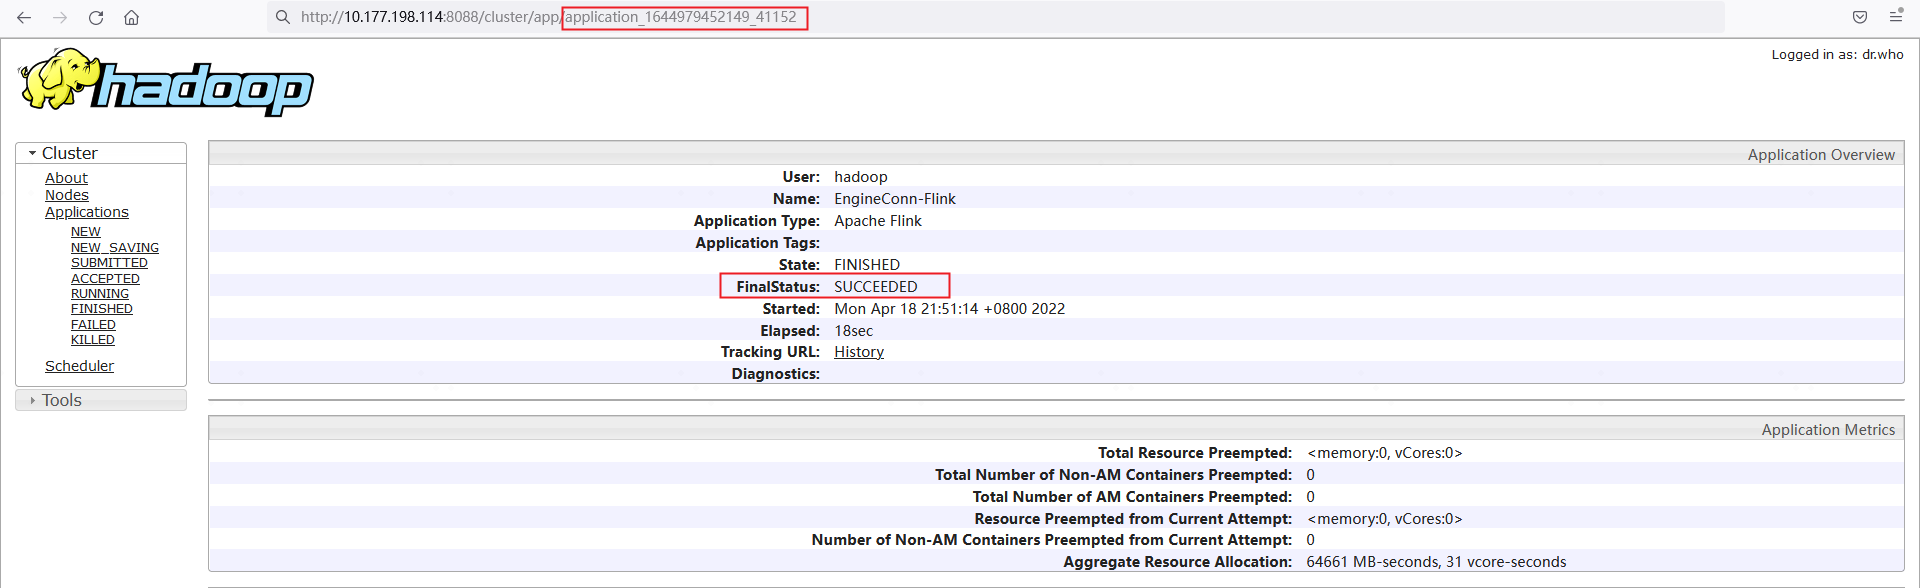 http://10.177.198.114:8088/cluster/app/application_1644979452149_41152
Logged in as: dr.who
hadoop
Cluster
About
Nodes
Applications
NEW
NEW_SAVING
SUBMITTED
ACCEPTED
RUNNING
FINISHED
FAILED
KILLED
Scheduler
Tools
Application Overview
User: hadoop
Name: EngineConn-Flink
Application Type: Apache Flink
Application Tags:
State: FINISHED
FinalStatus: SUCCEEDED
Started: Mon Apr 18 21:51:14 +0800 2022
Elapsed: 18sec
Tracking URL: History
Diagnostics:
Application Metrics
Total Resource Preempted: <memory:0, vCores:0>
Total Number of Non-AM Containers Preempted: 0
Total Number of AM Containers Preempted: 0
Resource Preempted from Current Attempt: <memory:0, vCores:0>
Number of Non-AM Containers Preempted from Current Attempt: 0
Aggregate Resource Allocation: 64661 MB-seconds, 31 vcore-seconds